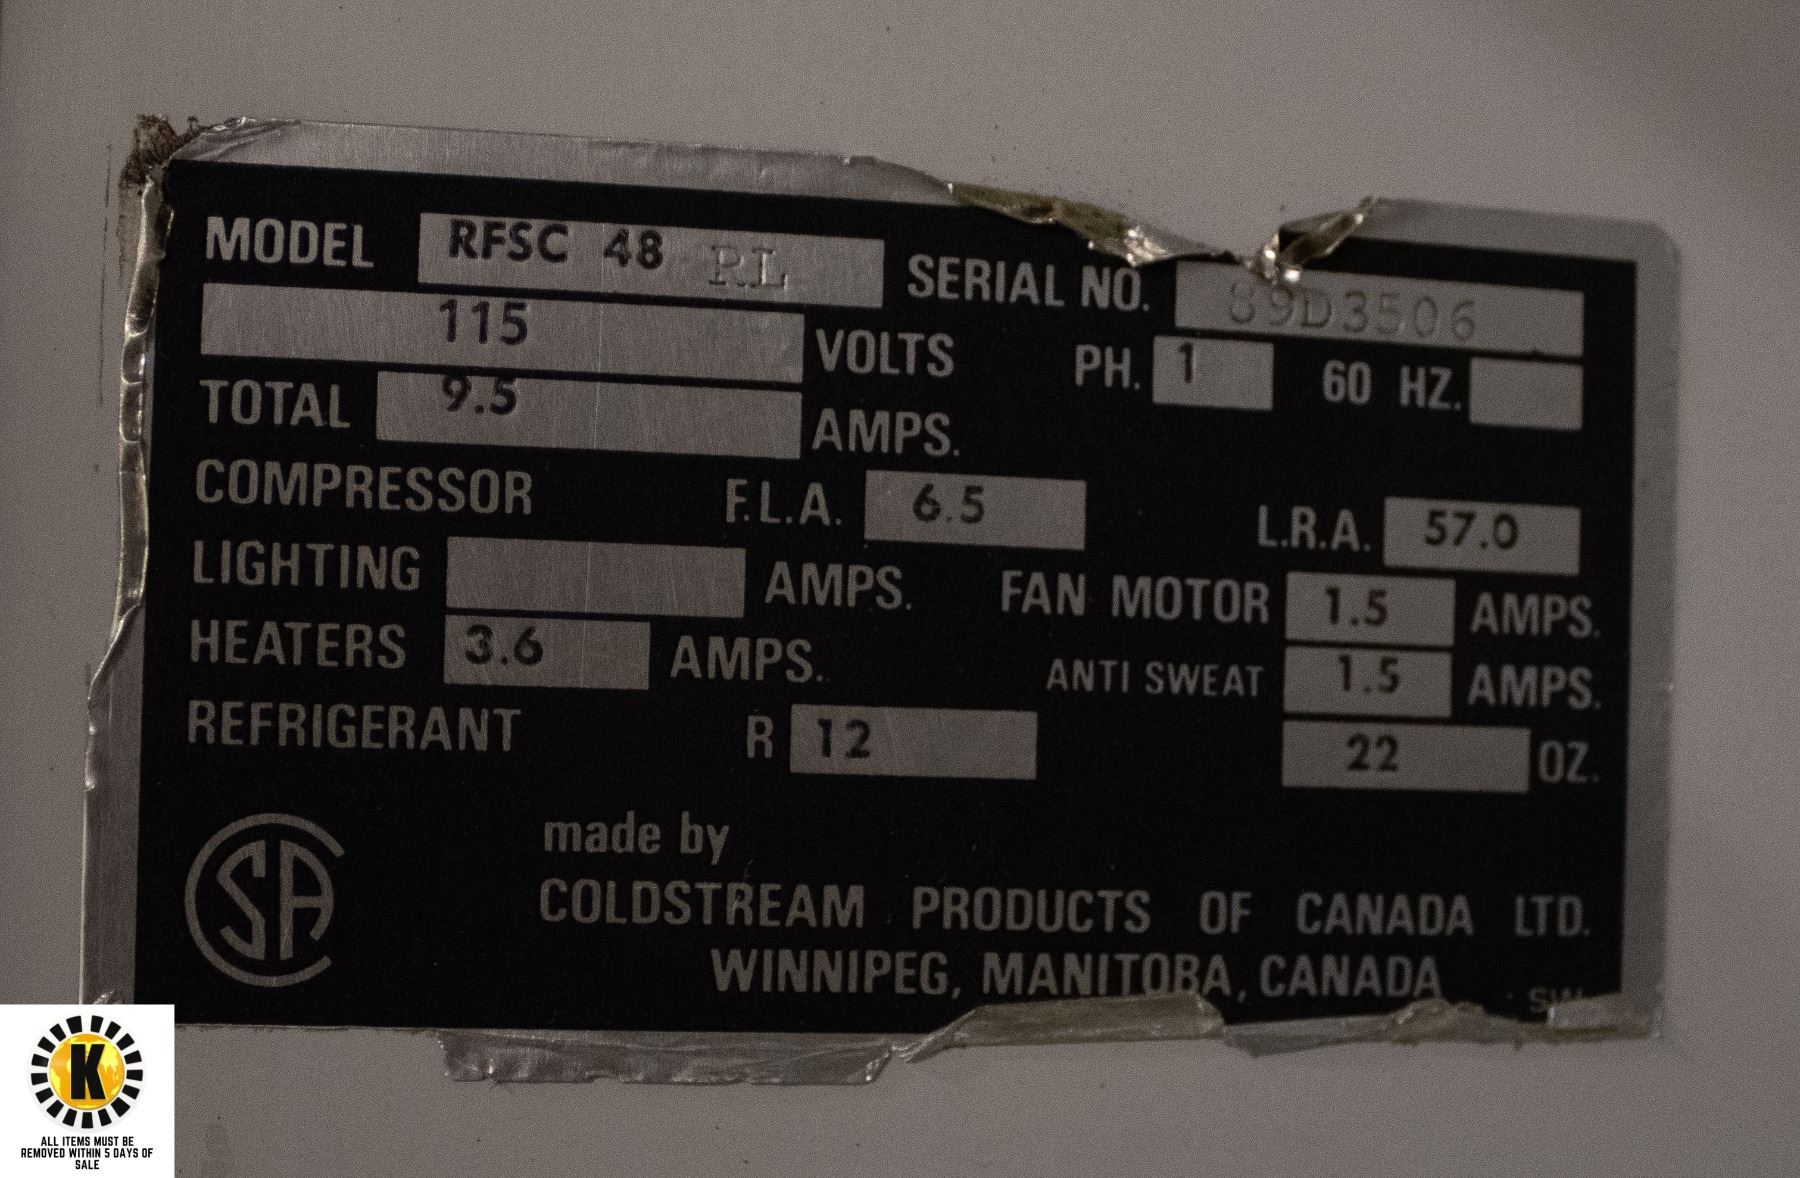 MODEL RFSC 48 RL SERIAL NO. 89D3506
115 VOLTS PH. 1 60 HZ.
TOTAL 9.5 AMPS.
COMPRESSOR F.L.A. 6.5 L.R.A. 57.0
LIGHTING AMPS. FAN MOTOR 1.5 AMPS.
HEATERS 3.6 AMPS. ANTI SWEAT 1.5 AMPS.
REFRIGERANT R 12 22 OZ.
CSA
made by
COLDSTREAM PRODUCTS OF CANADA LTD.
WINNIPEG, MANITOBA, CANADA
K
ALL ITEMS MUST BE
REMOVED WITHIN 5 DAYS OF
SALE